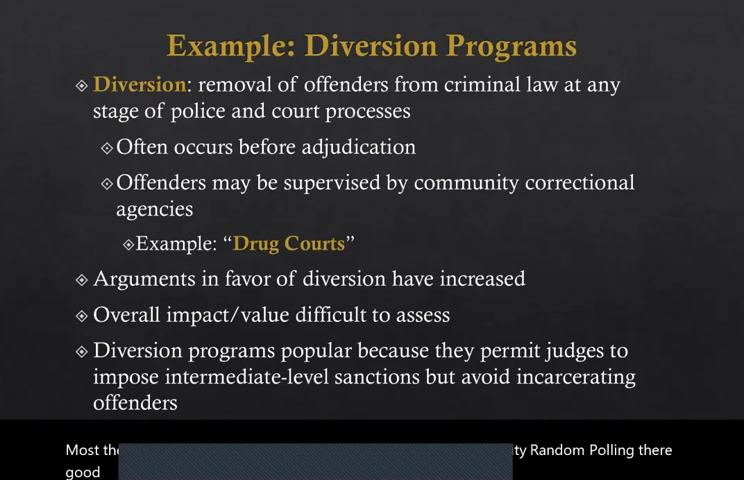 Example: Diversion Programs
Diversion: removal of offenders from criminal law at any
stage of police and court processes
Often occurs before adjudication
Offenders may be supervised by community correctional
agencies
Example: “Drug Courts”
Arguments in favor of diversion have increased
Overall impact/value difficult to assess
Diversion programs popular because they permit judges to
impose intermediate-level sanctions but avoid incarcerating
offenders
Most Random Polling there
good